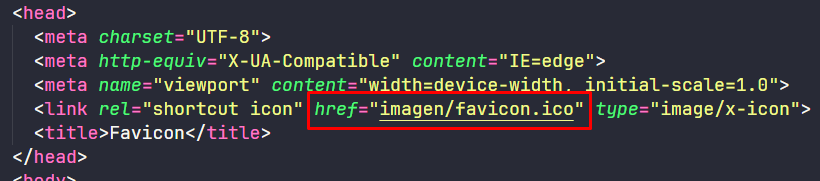 <head>
<meta charset="UTF-8">
<meta http-equiv="X-UA-Compatible" content="IE=edge">
<meta name="viewport" content="width=device-width, initial-scale=1.0">
<link rel="shortcut icon" href="imagen/favicon.ico" type="image/x-icon">
<title>Favicon</title>
</head>
<body>